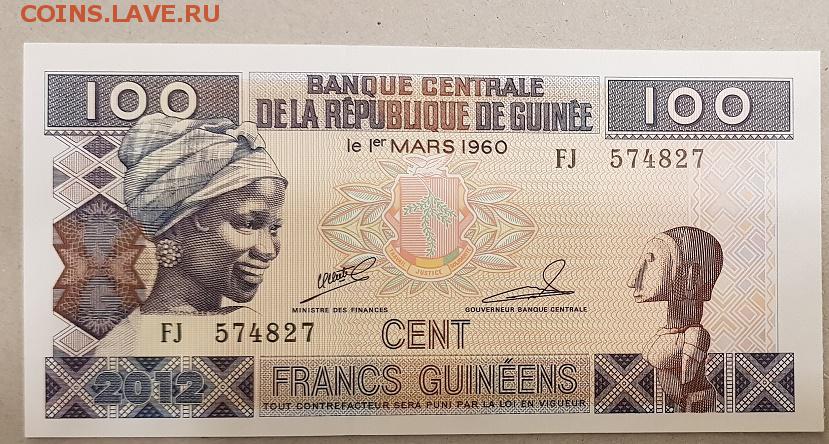 COINS.LAVE.RU
100
BANQUE CENTRALE
DE LA RÉPUBLIQUE DE GUINÉE
100
le 1er MARS 1960
FJ 574827
JUSTICE
MINISTRE DES FINANCES
GOUVERNEUR BANQUE CENTRALE
FJ 574827
CENT
2012
FRANCS GUINÉENS
TOUT CONTREFACTEUR SERA PUNI PAR LA LOI EN VIGUEUR